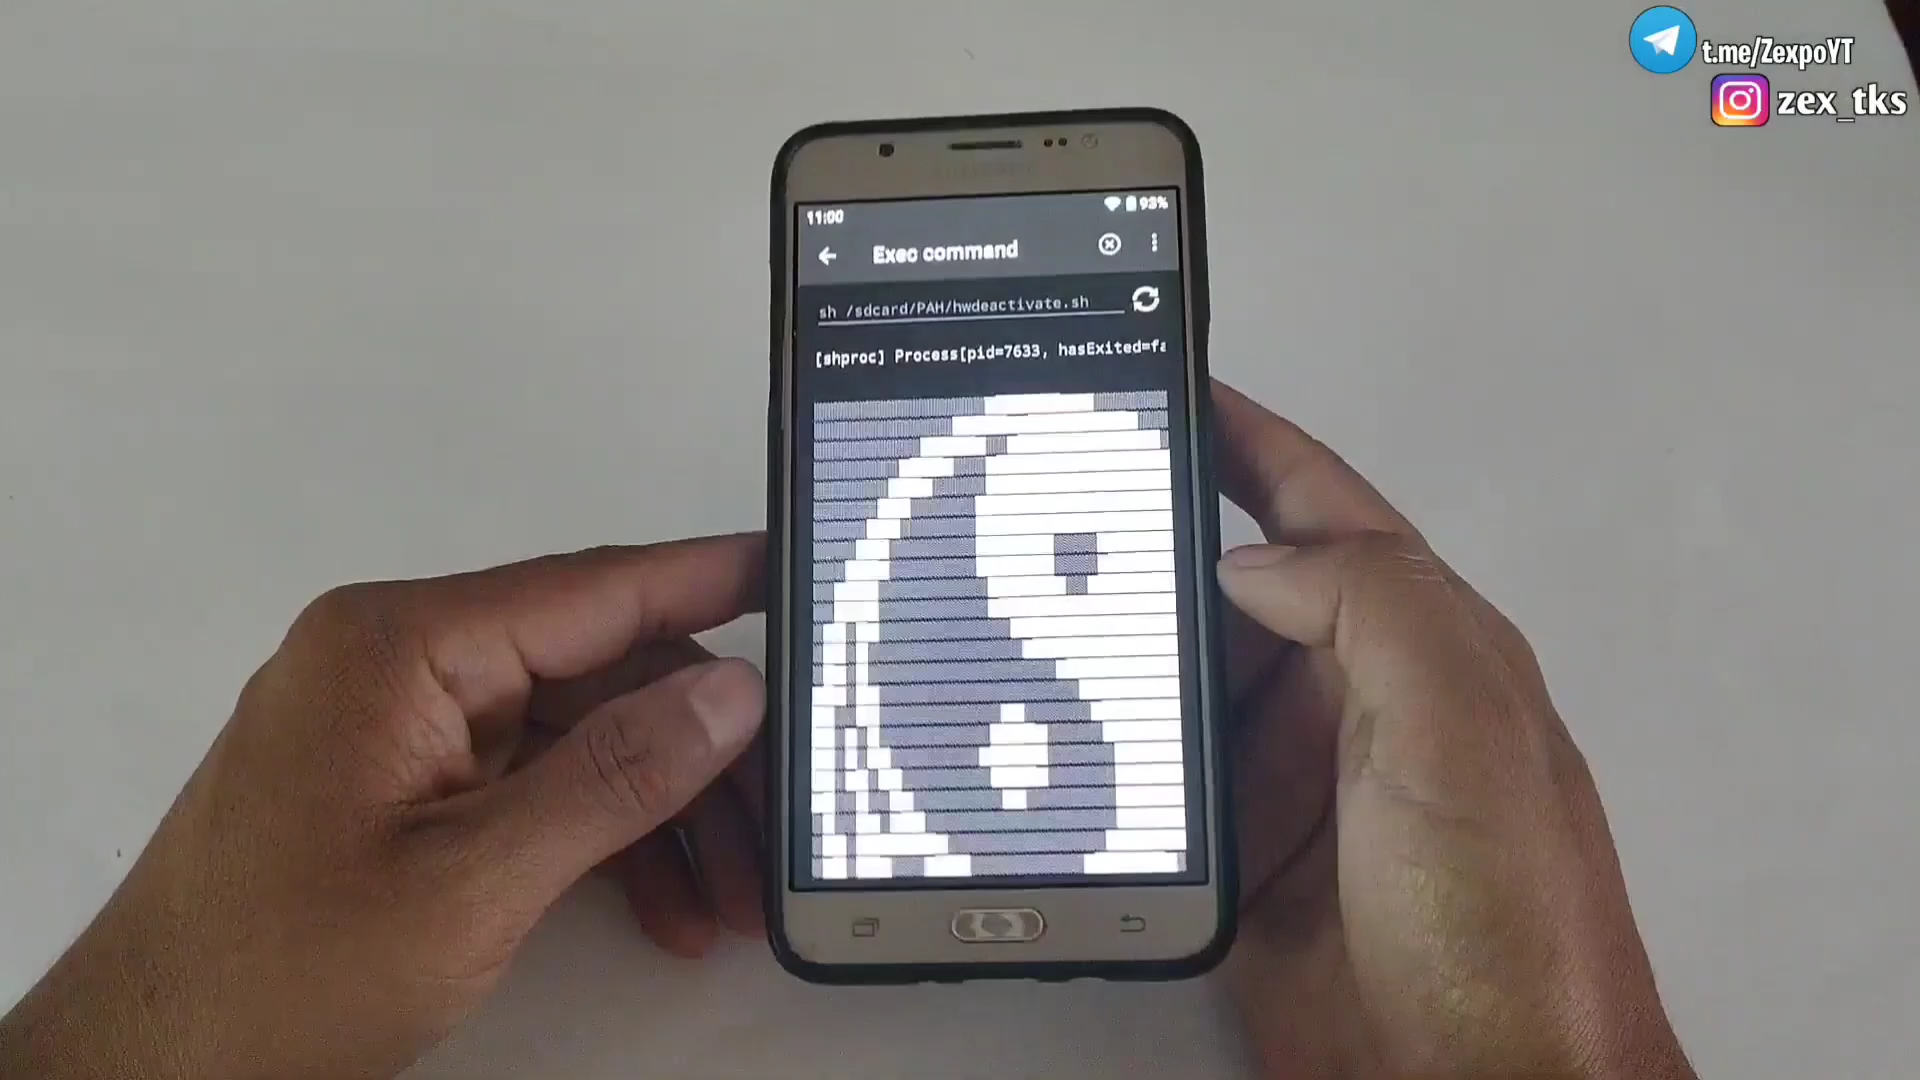 t.me/ZexpoYT
zex_tks
SAMSUNG
11:00
93%
Exec command
sh /sdcard/PAH/hwdeactivate.sh
[shproc] Process[pid=7633, hasExited=fa